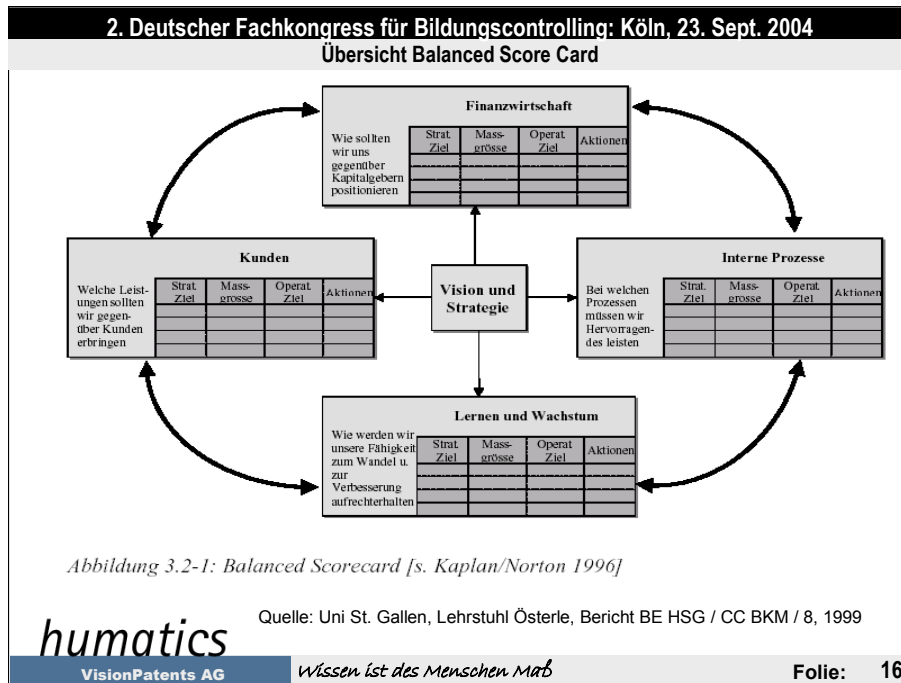 2. Deutscher Fachkongress für Bildungscontrolling: Köln, 23. Sept. 2004
Übersicht Balanced Score Card
Finanzwirtschaft
Wie sollten
wir uns
gegenüber
Kapitalgebern
positionieren
Strat. Mass- Operat. Aktionen
Ziel grösse Ziel
Kunden
Welche Leist-
ungen sollten
wir gegen-
über Kunden
erbringen
Strat. Mass- Operat. Aktionen
Ziel grosse Ziel
Vision und
Strategie
Interne Prozesse
Bei welchen
Prozessen
müssen wir
Hervorragen-
des leisten
Strat. Mass- Operat. Aktionen
Ziel grosse Ziel
Lernen und Wachstum
Wie werden wir
unsere Fähigkeit
zum Wandel u.
zur
Verbesserung
aufrechterhalten
Strat. Mass- Operat. Aktionen
Ziel grösse Ziel
Abbildung 3.2-1: Balanced Scorecard [s. Kaplan/Norton 1996]
Quelle: Uni St. Gallen, Lehrstuhl Österle, Bericht BE HSG / CC BKM / 8, 1999
humatics
VisionPatents AG Wissen ist des Menschen Maß Folie: 16